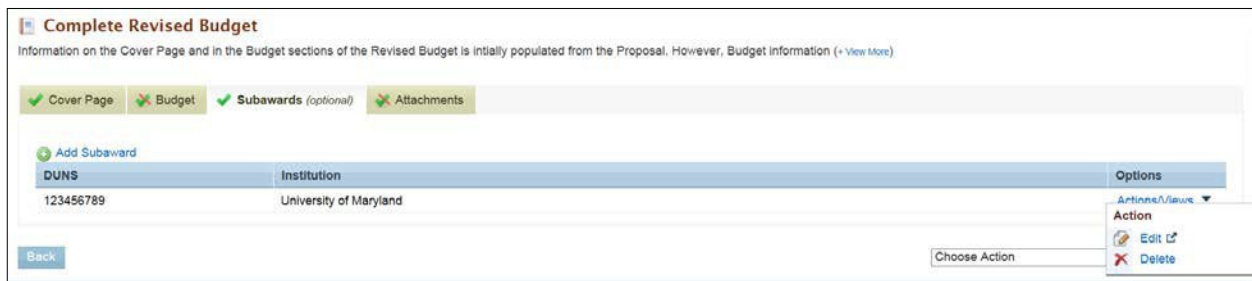 Complete Revised Budget
Information on the Cover Page and in the Budget sections of the Revised Budget is intially populated from the Proposal. However, Budget information (+ View More)
Cover Page Budget Subawards (optional) Attachments
Add Subaward
DUNS Institution Options
123456789 University of Maryland Actions/Views
Action
Edit
Delete
Back Choose Action